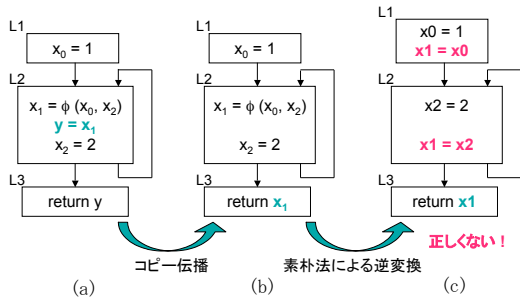 L1
x₀ = 1
L2
x₁ = ϕ (x₀, x₂)
y = x₁
x₂ = 2
L3
return y
L1
x₀ = 1
L2
x₁ = ϕ (x₀, x₂)
x₂ = 2
L3
return x₁
L1
x0 = 1
x1 = x0
L2
x2 = 2
x1 = x2
L3
return x1
正しくない！
コピー伝播
素朴法による逆変換
(a)
(b)
(c)